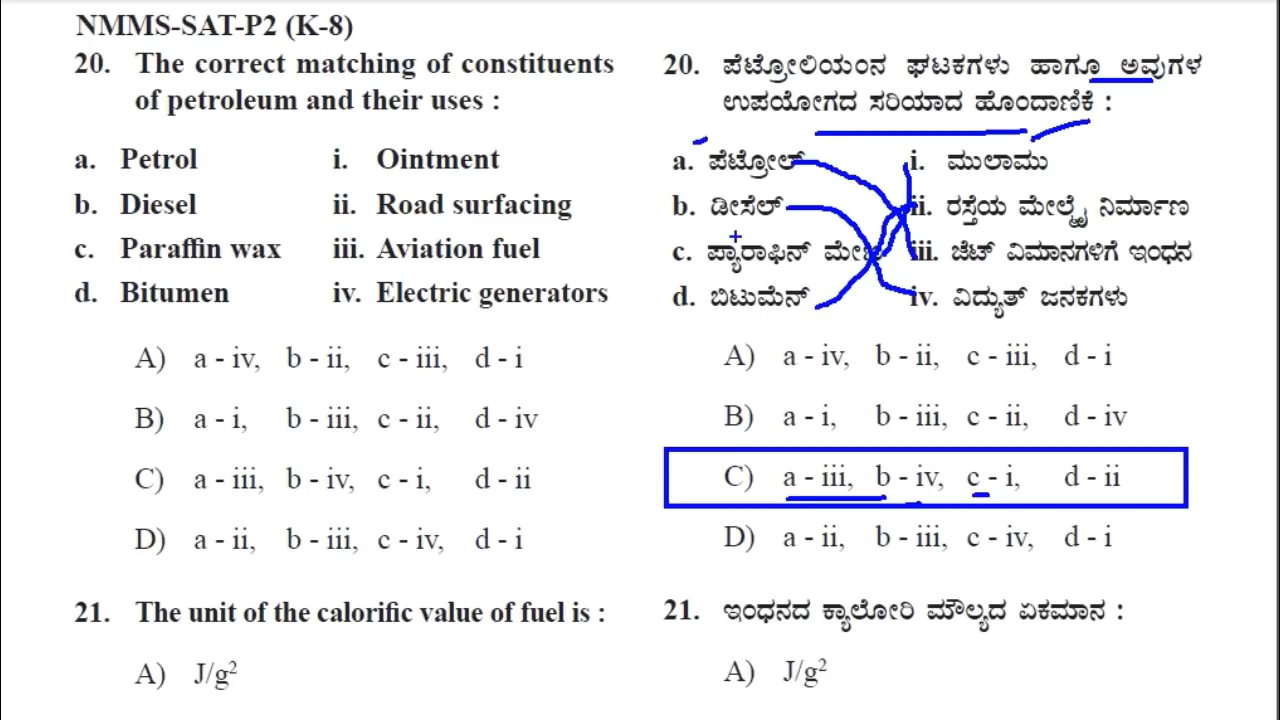 NMMS-SAT-P2 (K-8)
20. The correct matching of constituents
of petroleum and their uses :
a. Petrol i. Ointment
b. Diesel ii. Road surfacing
c. Paraffin wax iii. Aviation fuel
d. Bitumen iv. Electric generators
A) a - iv, b - ii, c - iii, d - i
B) a - i, b - iii, c - ii, d - iv
C) a - iii, b - iv, c - i, d - ii
D) a - ii, b - iii, c - iv, d - i
21. The unit of the calorific value of fuel is :
A) J/g²
20. ಪೆಟ್ರೋಲಿಯಂನ ಘಟಕಗಳು ಹಾಗೂ ಅವುಗಳ
ಉಪಯೋಗದ ಸರಿಯಾದ ಹೊಂದಾಣಿಕೆ :
a. ಪೆಟ್ರೋಲ್ i. ಮುಲಾಮು
b. ಡೀಸೆಲ್ ii. ರಸ್ತೆಯ ಮೇಲ್ಮೈ ನಿರ್ಮಾಣ
c. ಪ್ಯಾರಾಫಿನ್ iii. ಜೆಟ್ ವಿಮಾನಗಳಿಗೆ ಇಂಧನ
d. ಬಿಟುಮೆನ್ iv. ವಿದ್ಯುತ್ ಜನಕಗಳು
A) a - iv, b - ii, c - iii, d - i
B) a - i, b - iii, c - ii, d - iv
C) a - iii, b - iv, c - i, d - ii
D) a - ii, b - iii, c - iv, d - i
21. ಇಂಧನದ ಕ್ಯಾಲೋರಿ ಮೌಲ್ಯದ ಏಕಮಾನ :
A) J/g²